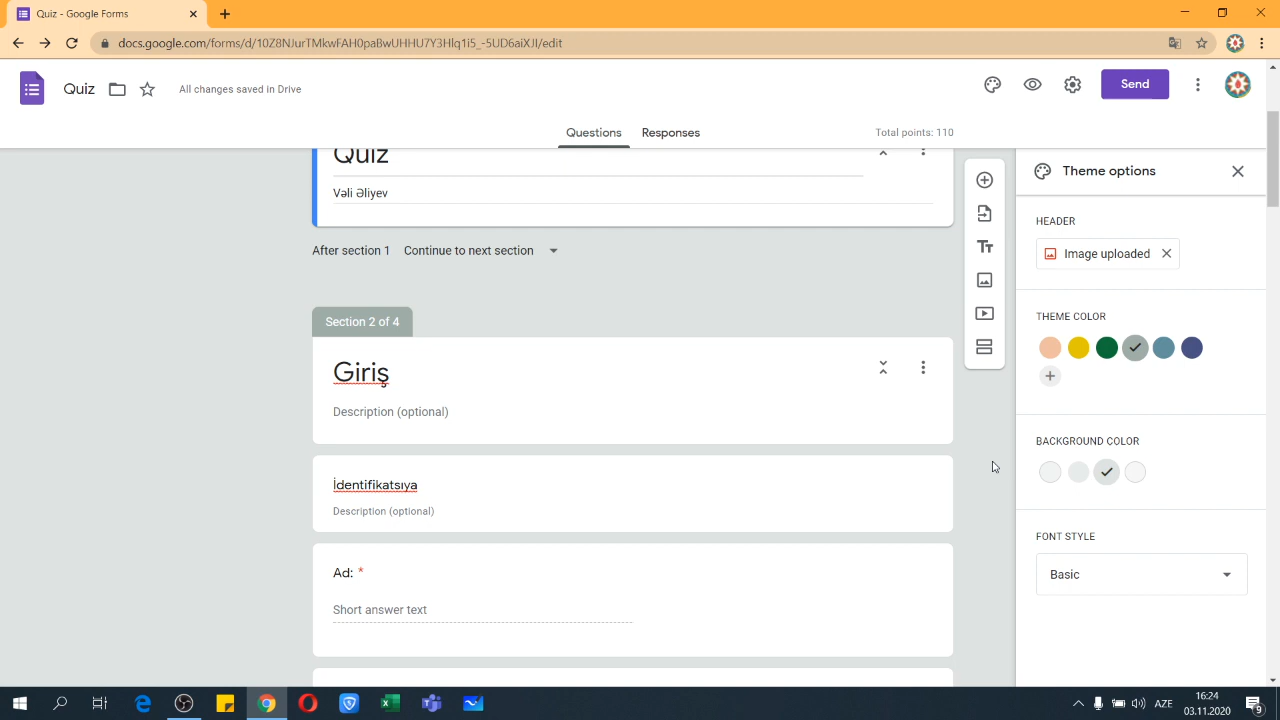 Quiz - Google Forms
docs.google.com/forms/d/10Z8NJurTMkwFAH0paBwUHHU7Y3Hlq1i5_-5UD6aiXJI/edit
Quiz
All changes saved in Drive
Send
Questions
Responses
Total points: 110
Quiz
Vəli Əliyev
After section 1
Continue to next section
Section 2 of 4
Giriş
Description (optional)
İdentifikatsıya
Description (optional)
Ad: *
Short answer text
Theme options
HEADER
Image uploaded
THEME COLOR
BACKGROUND COLOR
FONT STYLE
Basic
AZE
16:24
03.11.2020
9